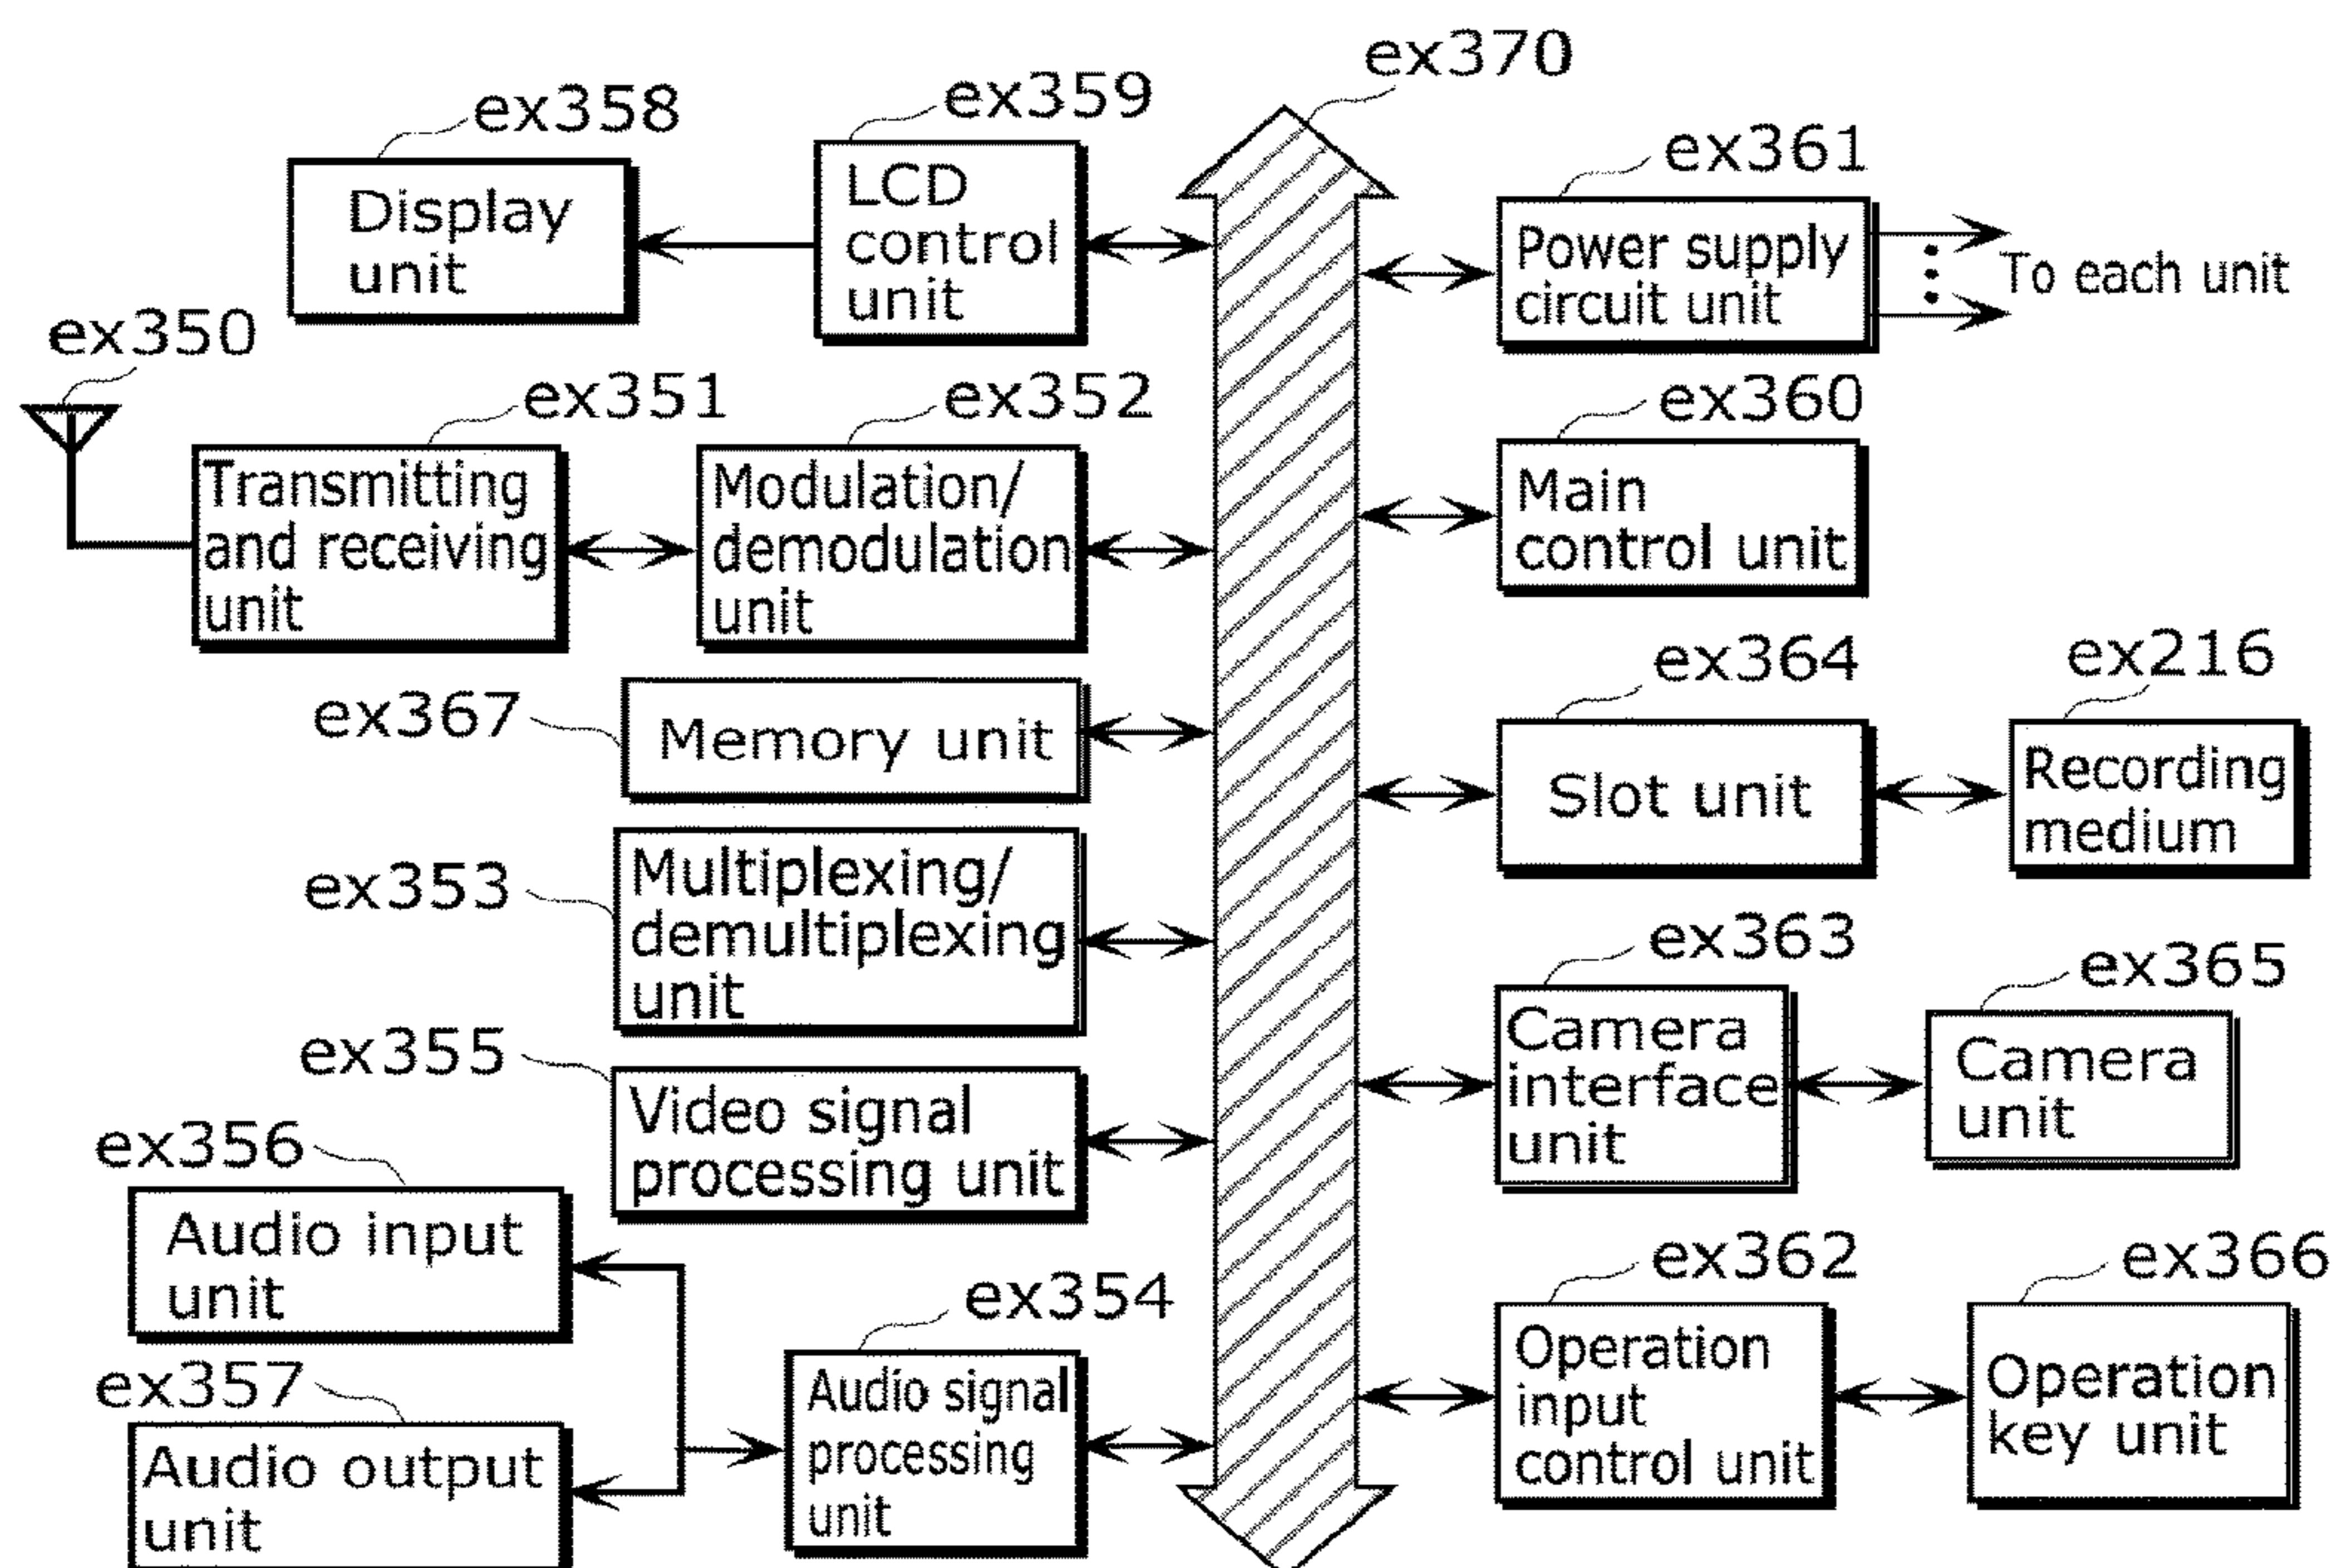 ex370
ex358
ex359
ex361
Display
unit
LCD
control
unit
Power supply
circuit unit
To each unit
ex350
ex351
ex352
ex360
Transmitting
and receiving
unit
Modulation/
demodulation
unit
Main
control unit
ex367
Memory unit
ex364
ex216
Slot unit
Recording
medium
ex353
Multiplexing/
demultiplexing
unit
ex363
ex365
Camera
interface
unit
Camera
unit
ex355
Video signal
processing unit
ex356
Audio input
unit
ex354
ex362
ex366
ex357
Audio output
unit
Audio signal
processing
unit
Operation
input
control unit
Operation
key unit